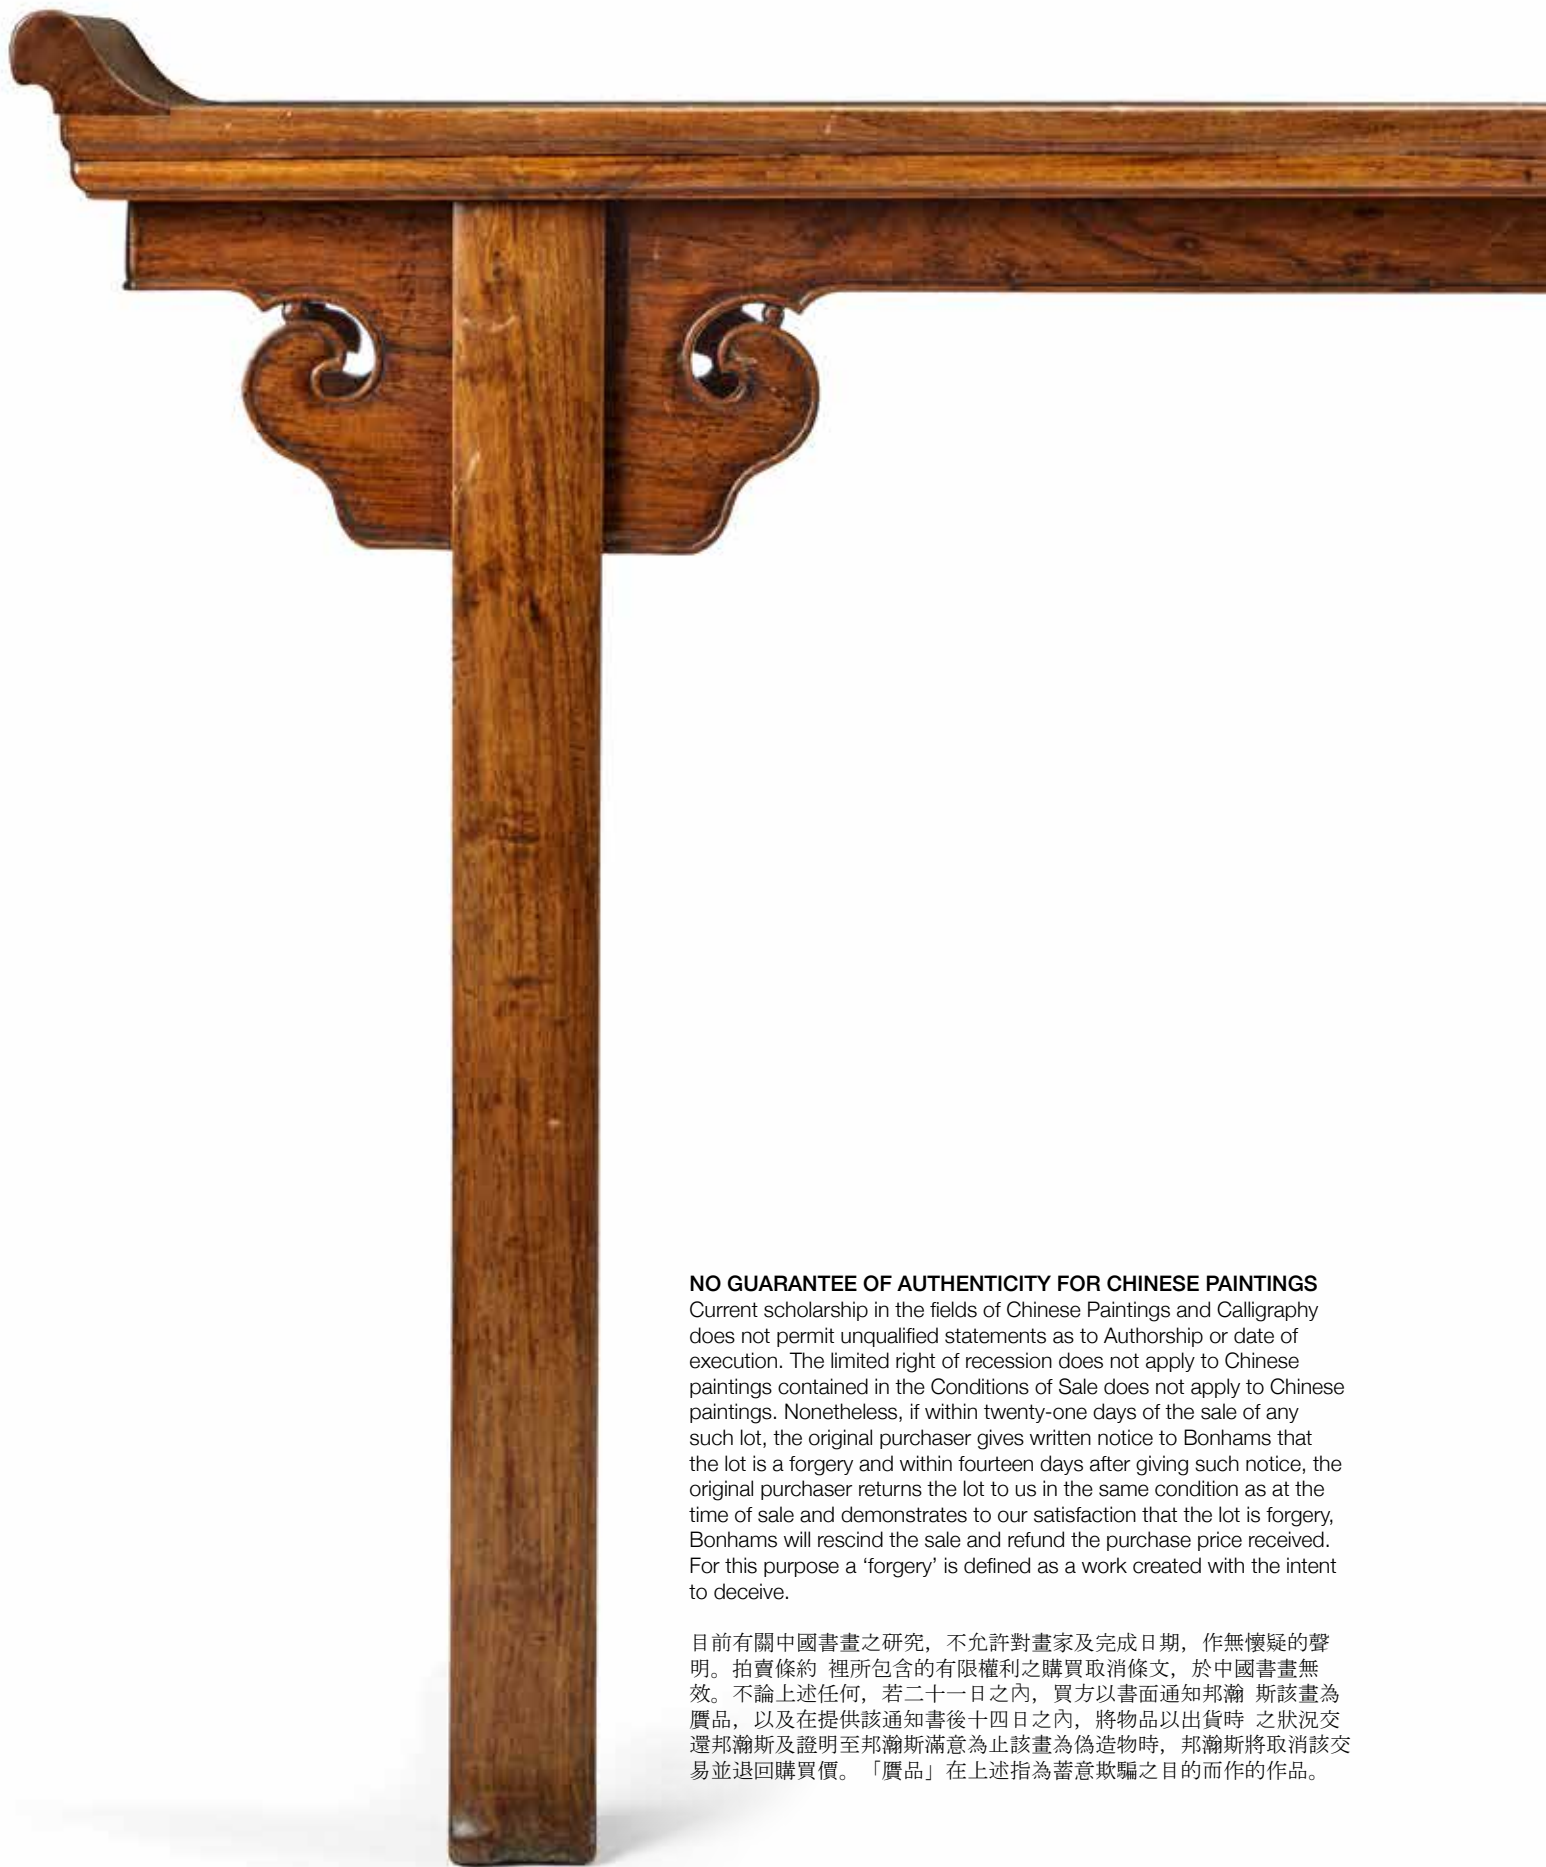 NO GUARANTEE OF AUTHENTICITY FOR CHINESE PAINTINGS
Current scholarship in the fields of Chinese Paintings and Calligraphy
does not permit unqualified statements as to Authorship or date of
execution. The limited right of recession does not apply to Chinese
paintings contained in the Conditions of Sale does not apply to Chinese
paintings. Nonetheless, if within twenty-one days of the sale of any
such lot, the original purchaser gives written notice to Bonhams that
the lot is a forgery and within fourteen days after giving such notice, the
original purchaser returns the lot to us in the same condition as at the
time of sale and demonstrates to our satisfaction that the lot is forgery,
Bonhams will rescind the sale and refund the purchase price received.
For this purpose a ‘forgery’ is defined as a work created with the intent
to deceive.
目前有關中國書畫之研究，不允許對畫家及完成日期，作無懷疑的聲
明。拍賣條約 裡所包含的有限權利之購買取消條文，於中國書畫無
效。不論上述任何，若二十一日之內，買方以書面通知邦瀚 斯該畫為
贗品，以及在提供該通知書後十四日之內，將物品以出貨時 之狀況交
還邦瀚斯及證明至邦瀚斯滿意為止該畫為偽造物時，邦瀚斯將取消該交
易並退回購買價。「贗品」在上述指為蓄意欺騙之目的而作的作品。